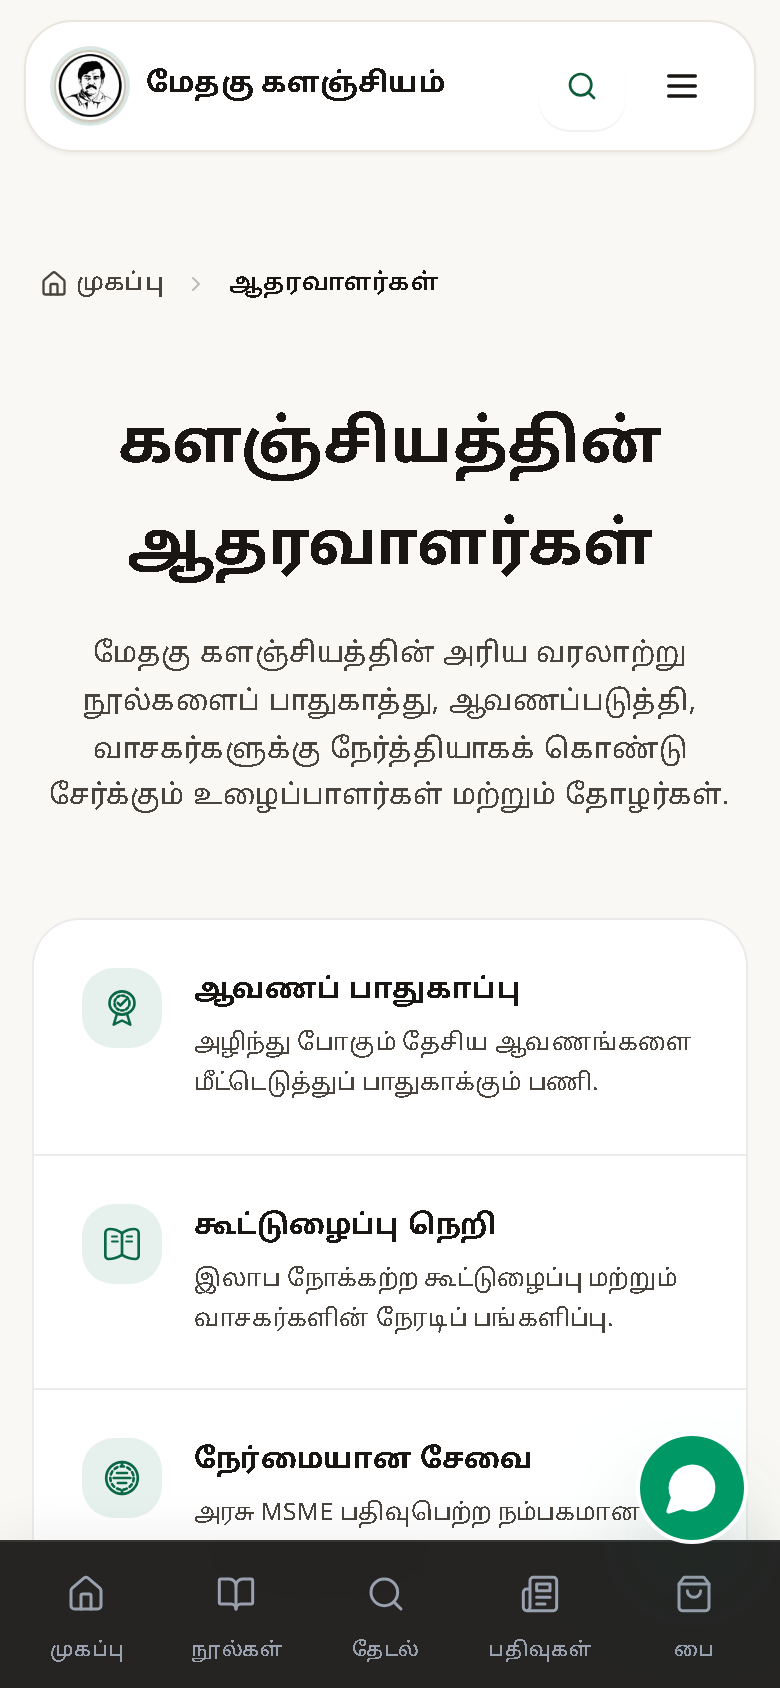 மேதகு களஞ்சியம்
முகப்பு
ஆதரவாளர்கள்
களஞ்சியத்தின்
ஆதரவாளர்கள்
மேதகு களஞ்சியத்தின் அரிய வரலாற்று
நூல்களைப் பாதுகாத்து, ஆவணப்படுத்தி,
வாசகர்களுக்கு நேர்த்தியாகக் கொண்டு
சேர்க்கும் உழைப்பாளர்கள் மற்றும் தோழர்கள்.
ஆவணப் பாதுகாப்பு
அழிந்து போகும் தேசிய ஆவணங்களை
மீட்டெடுத்துப் பாதுகாக்கும் பணி.
கூட்டுழைப்பு நெறி
இலாப நோக்கற்ற கூட்டுழைப்பு மற்றும்
வாசகர்களின் நேரடிப் பங்களிப்பு.
நேர்மையான சேவை
அரசு MSME பதிவுபெற்ற நம்பகமான
முகப்பு
நூல்கள்
தேடல்
பதிவுகள்
பை